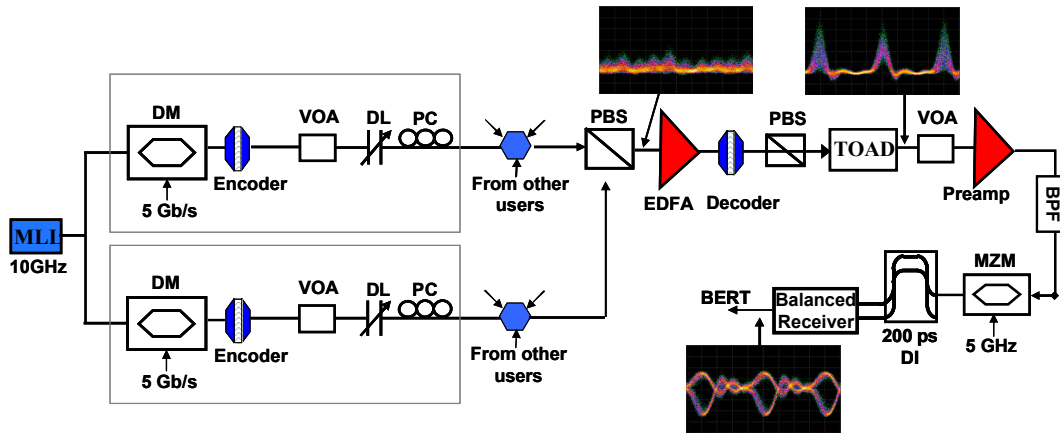 DM
VOA
DL
PC
Encoder
5 Gb/s
From other
users
MLL
10GHz
DM
VOA
DL
PC
Encoder
5 Gb/s
From other
users
PBS
EDFA
Decoder
PBS
TOAD
VOA
Preamp
BPF
MZM
5 GHz
200 ps
DI
Balanced
Receiver
BERT